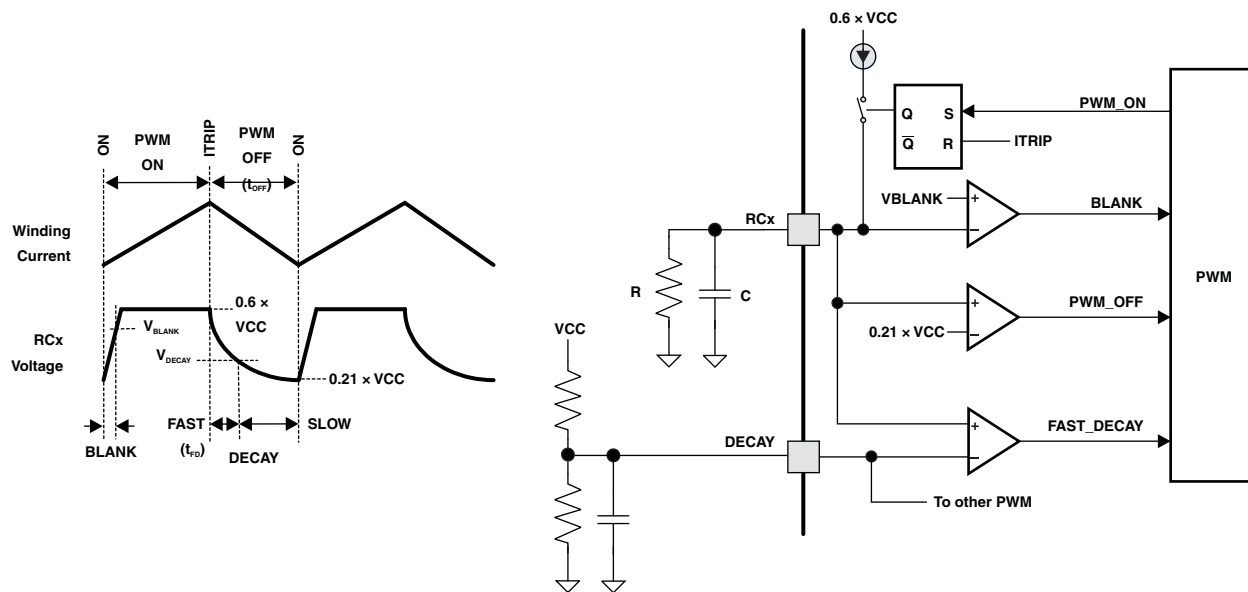 ON
PWM
ON
ITRIP
PWM
OFF
(tOFF)
ON
Winding
Current
RCx
Voltage
0.6 ×
VCC
VBLANK
VDECAY
0.21 × VCC
BLANK
FAST
(tFD)
DECAY
SLOW
0.6 × VCC
Q
S
Q
R
PWM_ON
ITRIP
VBLANK
+
−
BLANK
RCx
R
C
+
−
0.21 × VCC
PWM_OFF
PWM
VCC
DECAY
+
−
FAST_DECAY
To other PWM